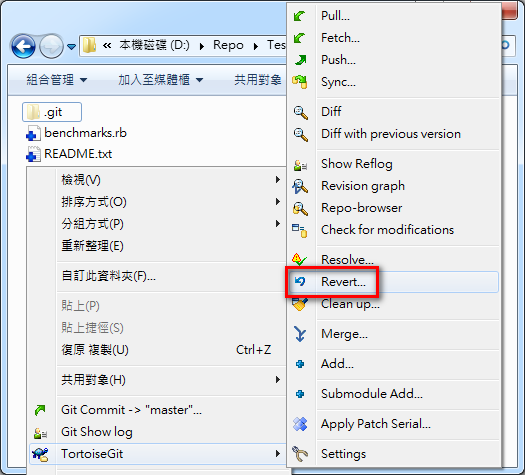 本機磁碟 (D:) ▸ Repo ▸ Tes
組合管理 ▼ 加入至媒體櫃 ▼ 共用對象
.git
benchmarks.rb
README.txt
檢視(V)
排序方式(O)
分組方式(P)
重新整理(E)
自訂此資料夾(F)...
貼上(P)
貼上捷徑(S)
復原 複製(U) Ctrl+Z
共用對象(H)
Git Commit -> "master"...
Git Show log
TortoiseGit
Pull...
Fetch...
Push...
Sync...
Diff
Diff with previous version
Show Reflog
Revision graph
Repo-browser
Check for modifications
Resolve...
Revert...
Clean up...
Merge...
Add...
Submodule Add...
Apply Patch Serial...
Settings